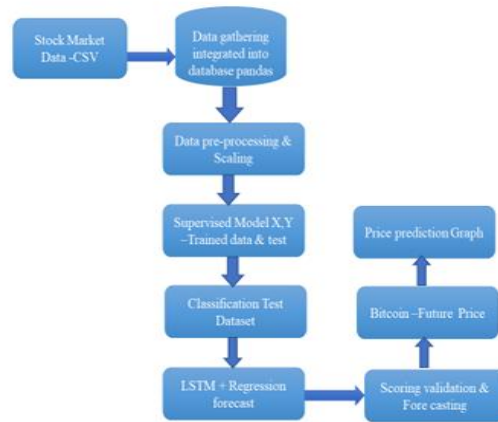 Stock Market
Data -CSV
Data gathering
integrated into
database pandas
Data pre-processing &
Scaling
Supervised Model X,Y
–Trained data & test
Classification Test
Dataset
LSTM + Regression
forecast
Scoring validation &
Fore casting
Bitcoin –Future Price
Price prediction Graph